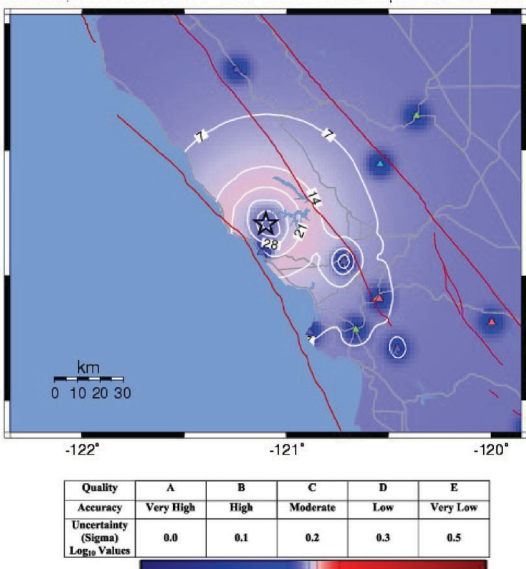 7
7
14
21
28
km
0 10 20 30
-122°
-121°
-120°
Quality A B C D E
Accuracy Very High High Moderate Low Very Low
Uncertainty
(Sigma)
Log10 Values
0.0 0.1 0.2 0.3 0.5